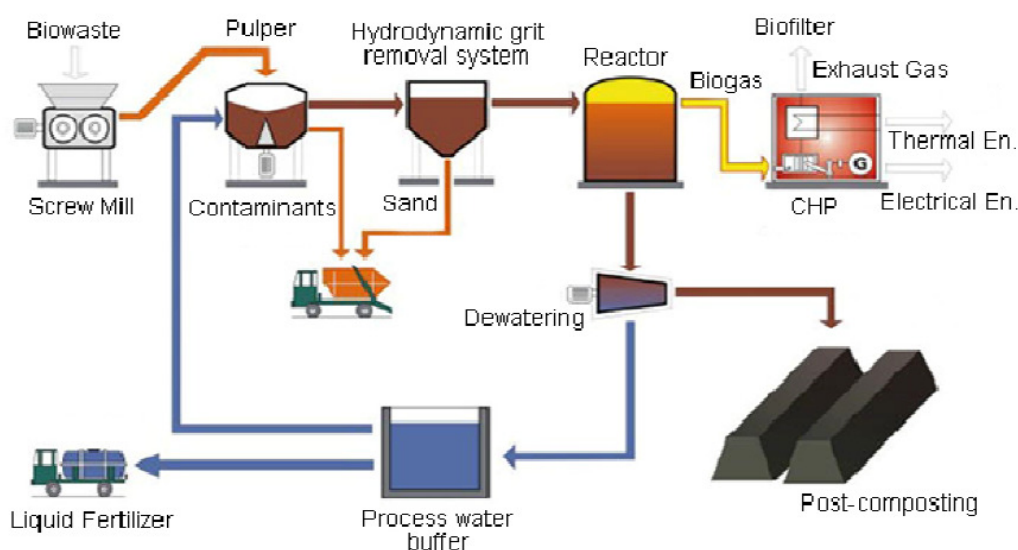 Biowaste
Pulper
Hydrodynamic grit
removal system
Reactor
Biogas
Biofilter
Exhaust Gas
Thermal En.
Electrical En.
CHP
G
Screw Mill
Contaminants
Sand
Dewatering
Post-composting
Process water
buffer
Liquid Fertilizer